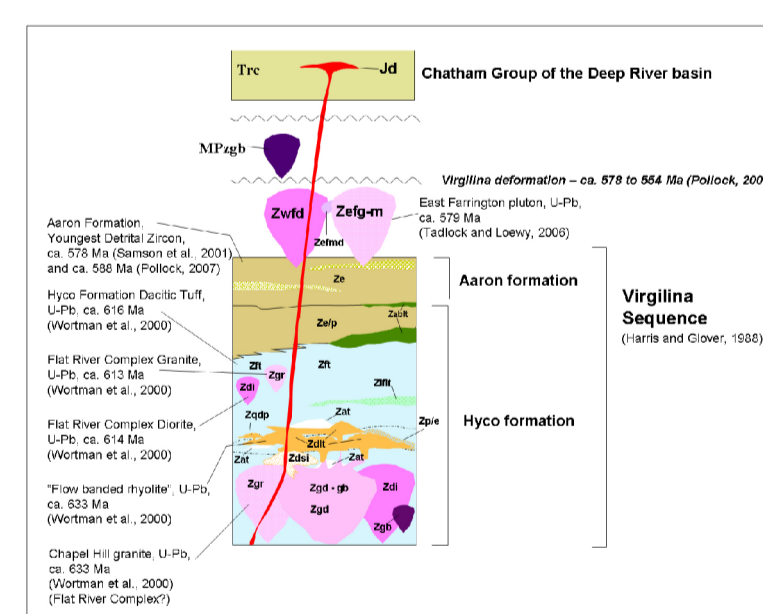 Trc
Jd
Chatham Group of the Deep River basin
MPzgb
Virgilina deformation – ca. 578 to 554 Ma (Pollock, 200
Zwfd
Zefg-m
Zefmd
East Farrington pluton, U-Pb,
ca. 579 Ma
(Tadlock and Loewy, 2006)
Aaron Formation,
Youngest Detrital Zircon,
ca. 578 Ma (Samson et al., 2001)
and ca. 588 Ma (Pollock, 2007)
Ze
Aaron formation
Hyco Formation Dacitic Tuff,
U-Pb, ca. 616 Ma
(Wortman et al., 2000)
Ze/p
Zablt
Virgilina
Sequence
(Harris and Glover, 1988)
Flat River Complex Granite,
U-Pb, ca. 613 Ma
(Wortman et al., 2000)
Zft
Zft
Zgr
Zdi
Flat River Complex Diorite,
U-Pb, ca. 614 Ma
(Wortman et al., 2000)
Zqdp
Zat
Zp/e
Hyco formation
Zdlt
Zat
Zdsi
Zat
"Flow banded rhyolite", U-Pb,
ca. 633 Ma
(Wortman et al., 2000)
Zgr
Zgd - gb
Zdi
Zgd
Zgb
Chapel Hill granite, U-Pb,
ca. 633 Ma
(Wortman et al., 2000)
(Flat River Complex?)